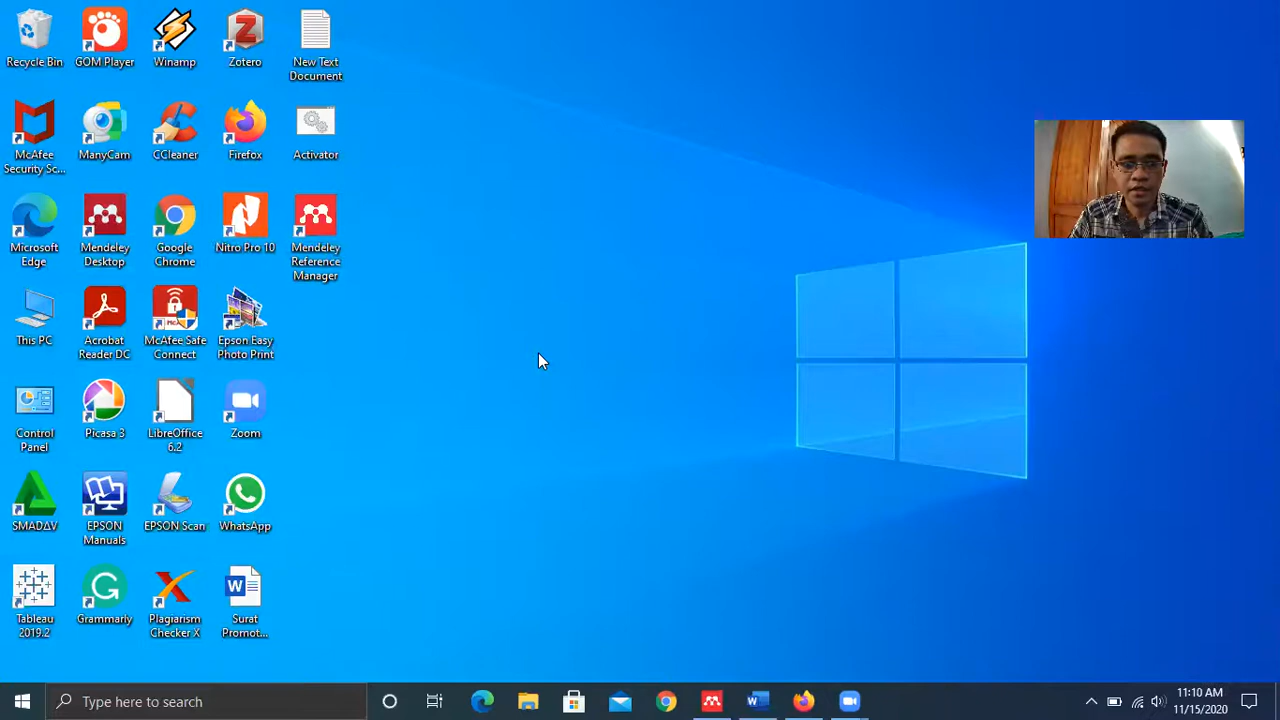 Recycle Bin
GOM Player
Winamp
Zotero
New Text
Document
McAfee
Security Sc...
ManyCam
CCleaner
Firefox
Activator
Microsoft
Edge
Mendeley
Desktop
Google
Chrome
Nitro Pro 10
Mendeley
Reference
Manager
This PC
Acrobat
Reader DC
McAfee Safe
Connect
Epson Easy
Photo Print
Control
Panel
Picasa 3
LibreOffice
6.2
Zoom
SMADΔV
EPSON
Manuals
EPSON Scan
WhatsApp
Tableau
2019.2
Grammarly
Plagiarism
Checker X
Surat
Promot...
Type here to search
11:10 AM
11/15/2020